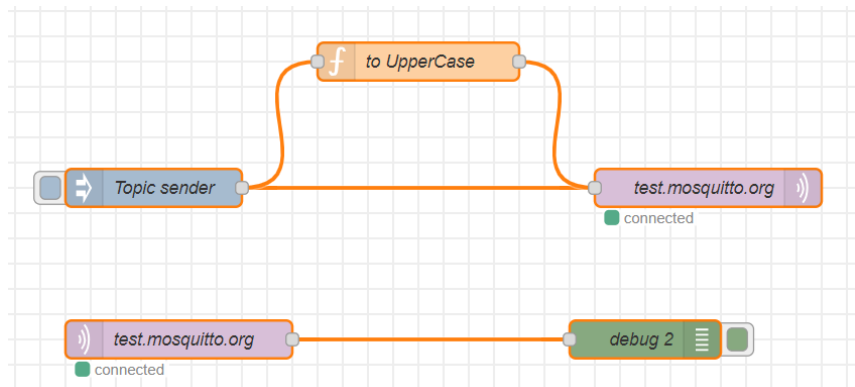 to UpperCase
Topic sender
test.mosquitto.org
connected
test.mosquitto.org
debug 2
connected